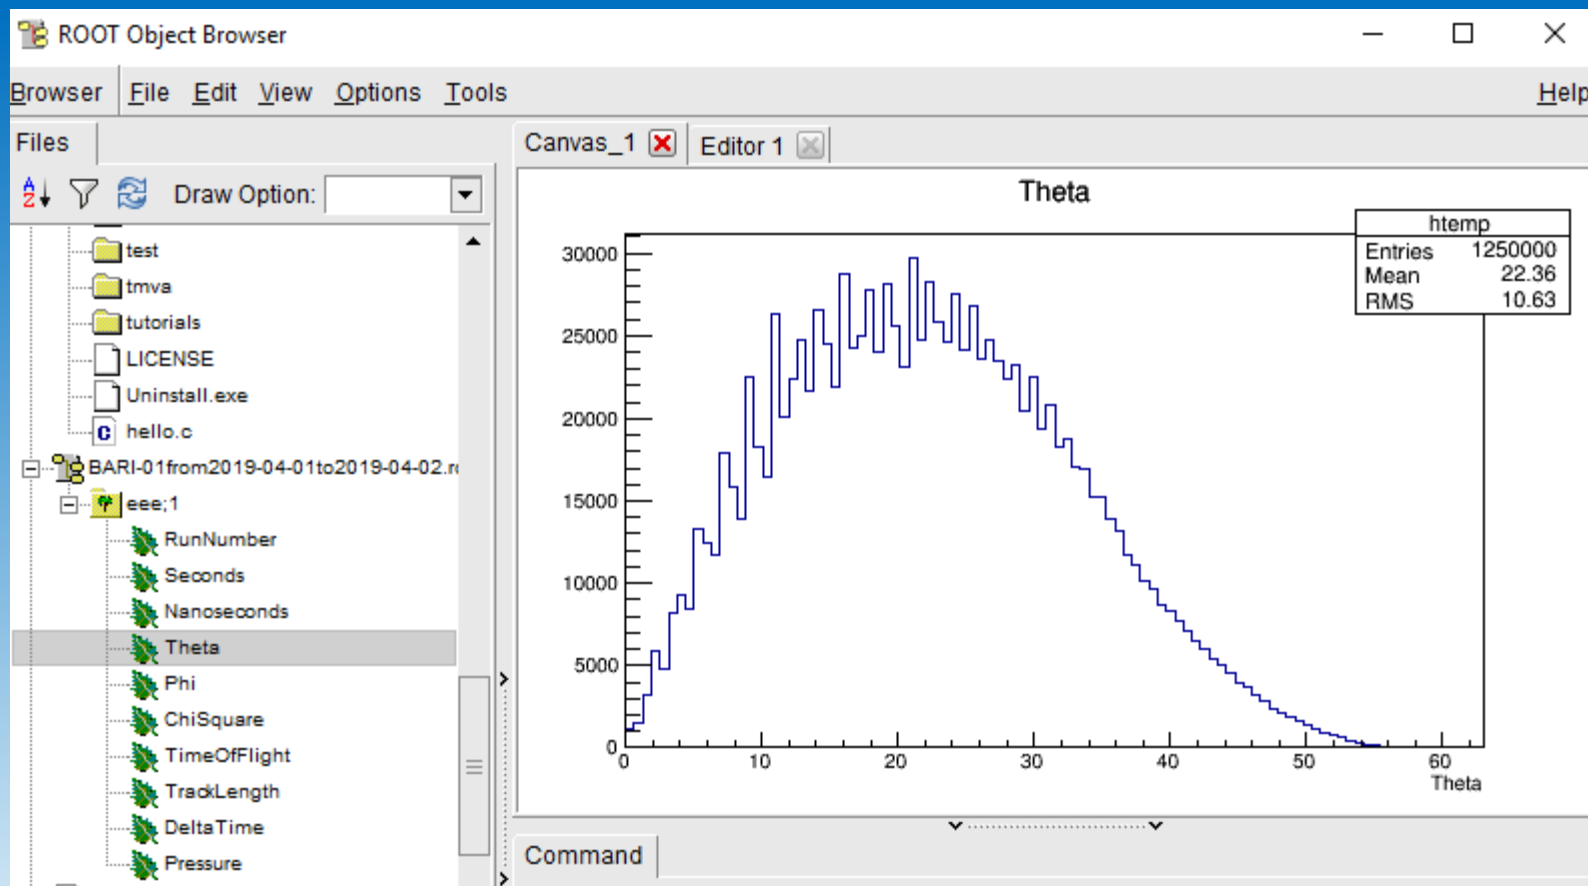 ROOT Object Browser
Browser File Edit View Options Tools Help
Files
Draw Option:
test
tmva
tutorials
LICENSE
Uninstall.exe
hello.c
BARI-01from2019-04-01to2019-04-02.r
eee;1
RunNumber
Seconds
Nanoseconds
Theta
Phi
ChiSquare
TimeOfFlight
TrackLength
DeltaTime
Pressure
Canvas_1 Editor 1
Theta
htemp
Entries 1250000
Mean 22.36
RMS 10.63
30000
25000
20000
15000
10000
5000
0
0 10 20 30 40 50 60
Theta
Command